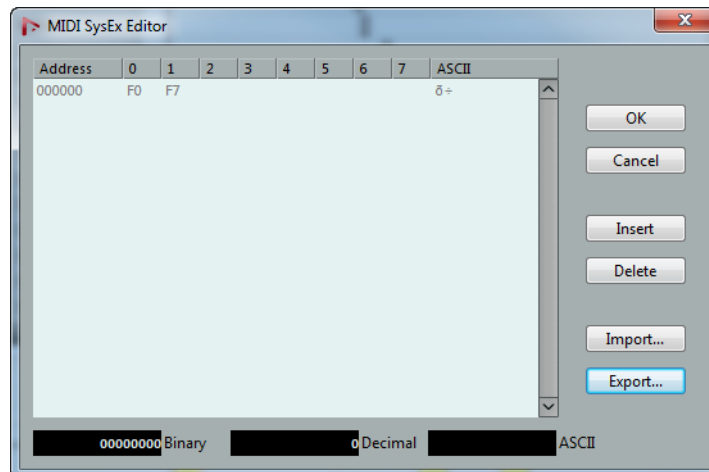 MIDI SysEx Editor
Address 0 1 2 3 4 5 6 7 ASCII
000000 F0 F7 ð÷
OK
Cancel
Insert
Delete
Import...
Export...
00000000 Binary 0 Decimal ASCII